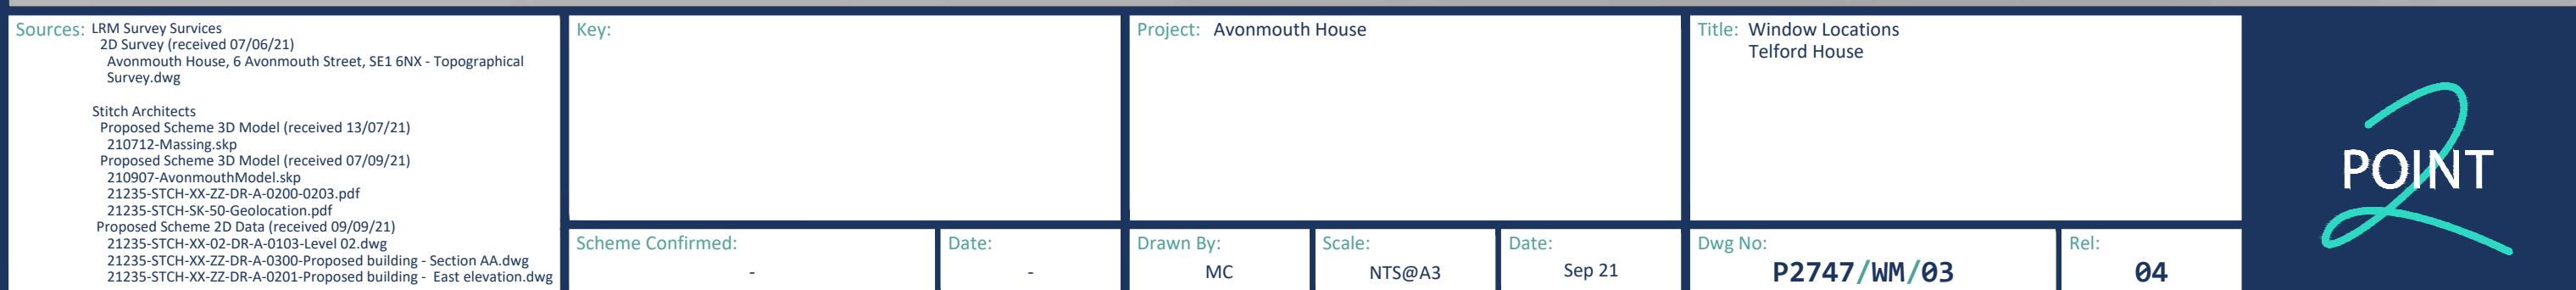 Sources: LRM Survey Survices
2D Survey (received 07/06/21)
Avonmouth House, 6 Avonmouth Street, SE1 6NX - Topographical
Survey.dwg
Stitch Architects
Proposed Scheme 3D Model (received 13/07/21)
210712-Massing.skp
Proposed Scheme 3D Model (received 07/09/21)
210907-AvonmouthModel.skp
21235-STCH-XX-ZZ-DR-A-0200-0203.pdf
21235-STCH-SK-50-Geolocation.pdf
Proposed Scheme 2D Data (received 09/09/21)
21235-STCH-XX-02-DR-A-0103-Level 02.dwg
21235-STCH-XX-ZZ-DR-A-0300-Proposed building - Section AA.dwg
21235-STCH-XX-ZZ-DR-A-0201-Proposed building - East elevation.dwg
Key:
Scheme Confirmed:
-
Date:
-
Project: Avonmouth House
Drawn By:
MC
Scale:
NTS@A3
Date:
Sep 21
Title: Window Locations
Telford House
Dwg No:
P2747/WM/03
Rel:
04
POINT
2